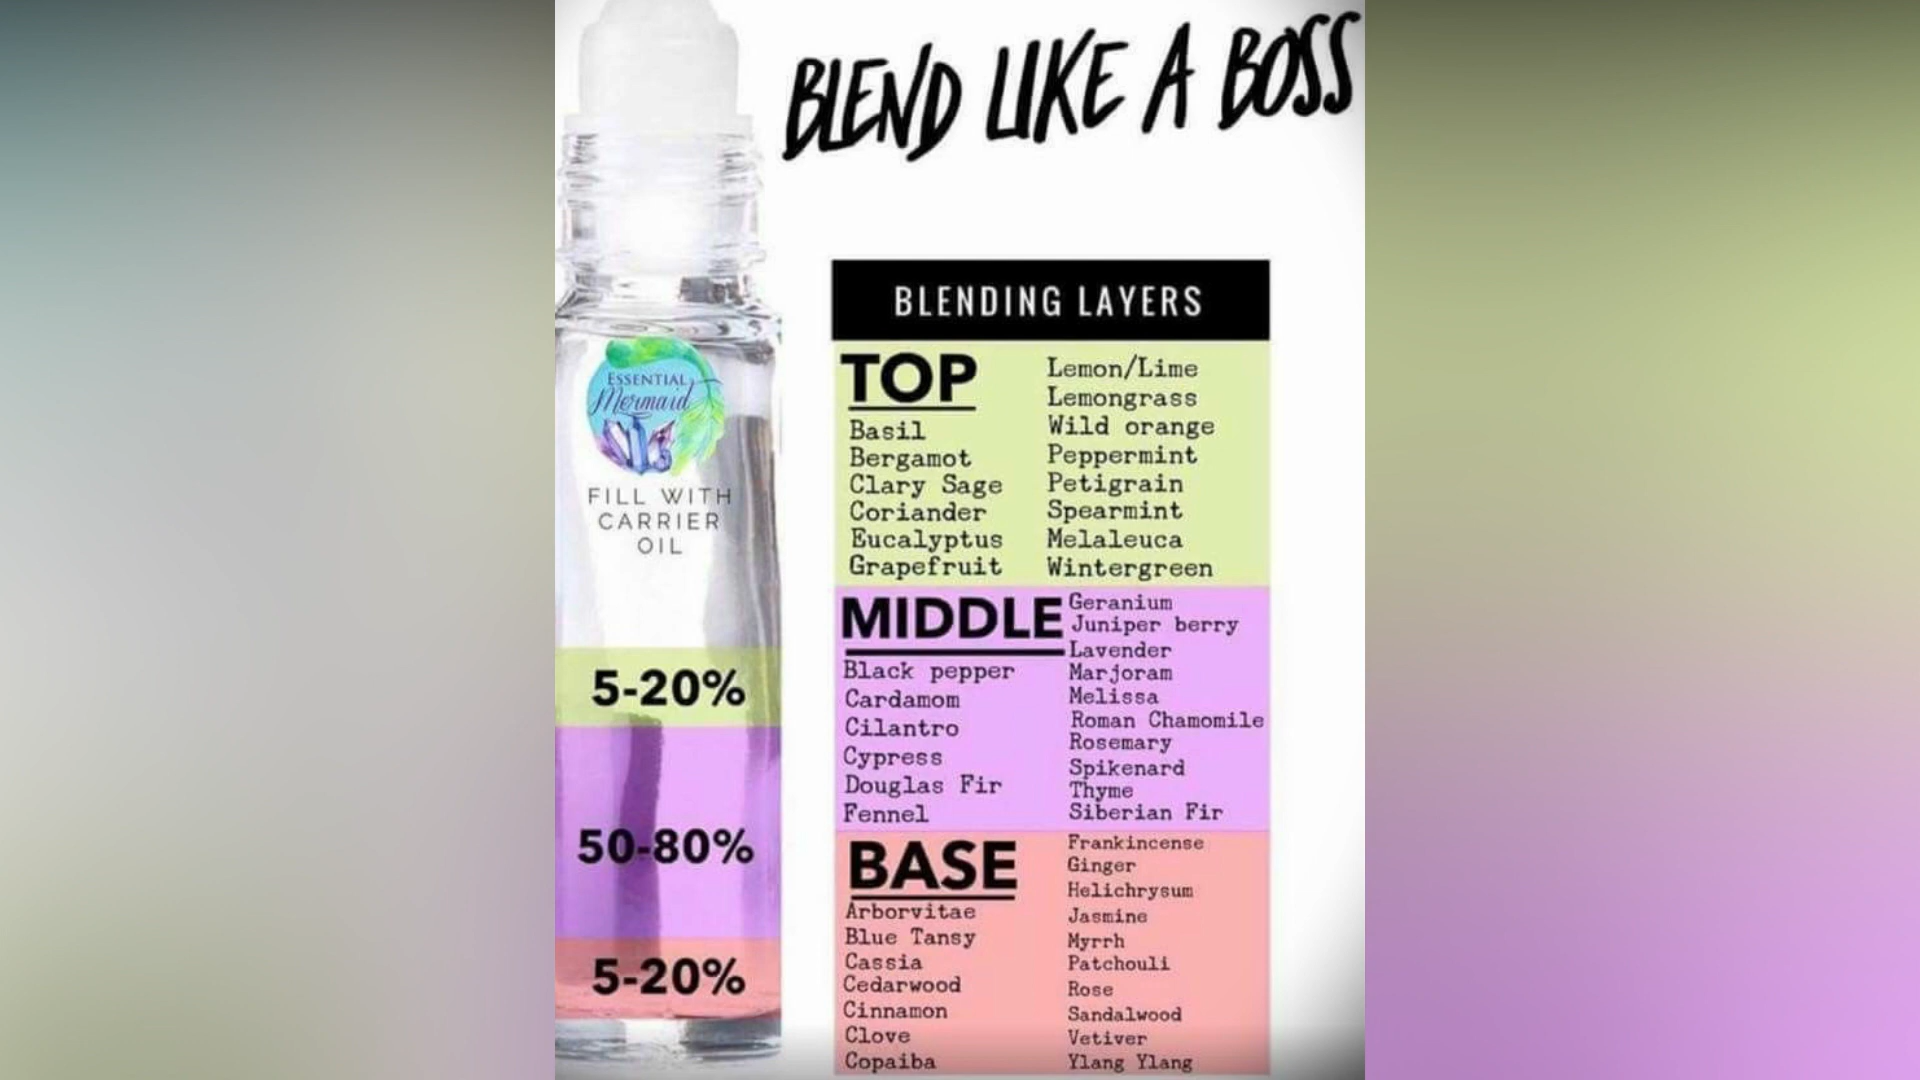 BLEND LIKE A BOSS
ESSENTIAL
Mermaid
FILL WITH
CARRIER
OIL
5-20%
50-80%
5-20%
BLENDING LAYERS
TOP
Basil
Bergamot
Clary Sage
Coriander
Eucalyptus
Grapefruit
Lemon/Lime
Lemongrass
Wild orange
Peppermint
Petigrain
Spearmint
Melaleuca
Wintergreen
MIDDLE
Black pepper
Cardamom
Cilantro
Cypress
Douglas Fir
Fennel
Geranium
Juniper berry
Lavender
Marjoram
Melissa
Roman Chamomile
Rosemary
Spikenard
Thyme
Siberian Fir
BASE
Arborvitae
Blue Tansy
Cassia
Cedarwood
Cinnamon
Clove
Copaiba
Frankincense
Ginger
Helichrysum
Jasmine
Myrrh
Patchouli
Rose
Sandalwood
Vetiver
Ylang Ylang